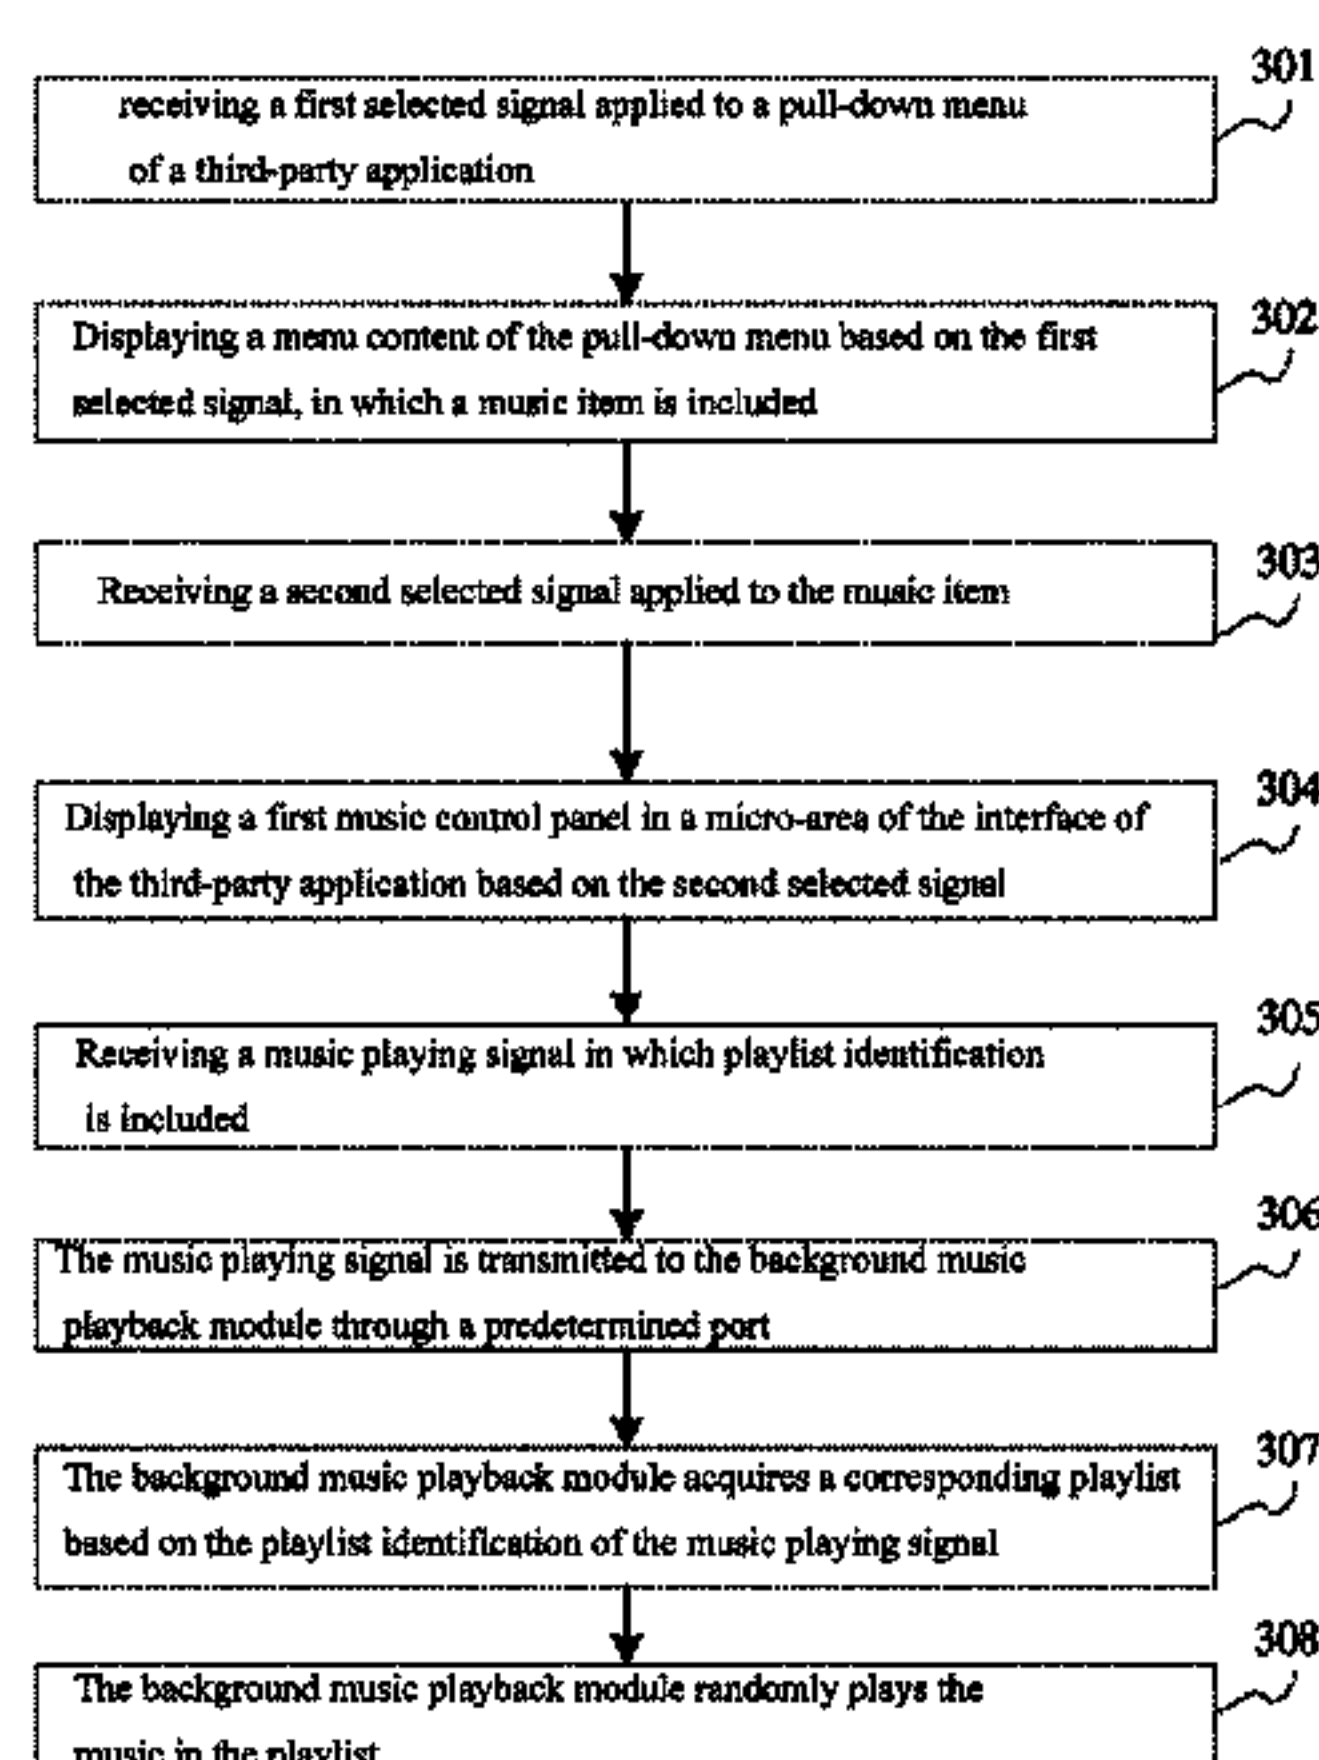 301
receiving a first selected signal applied to a pull-down menu
of a third-party application
302
Displaying a menu content of the pull-down menu based on the first
selected signal, in which a music item is included
303
Receiving a second selected signal applied to the music item
304
Displaying a first music control panel in a micro-area of the interface of
the third-party application based on the second selected signal
305
Receiving a music playing signal in which playlist identification
is included
306
The music playing signal is transmitted to the background music
playback module through a predetermined port
307
The background music playback module acquires a corresponding playlist
based on the playlist identification of the music playing signal
308
The background music playback module randomly plays the
music in the playlist